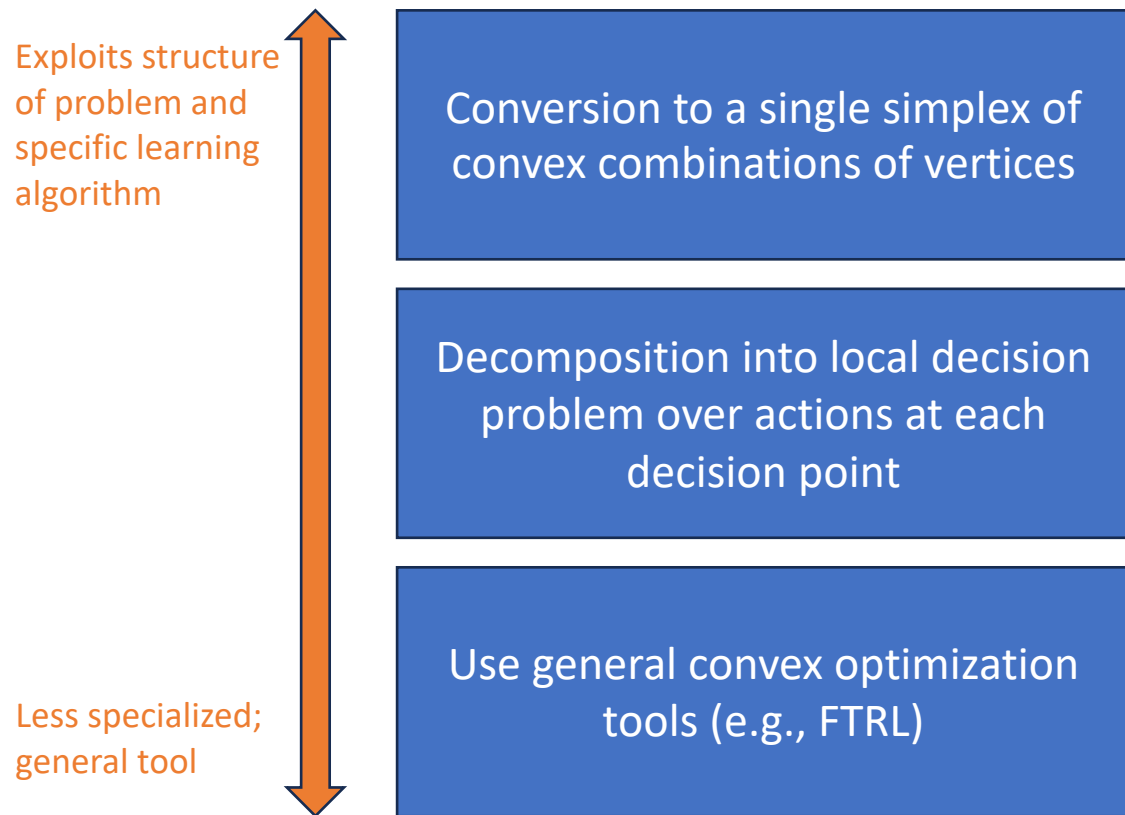 Exploits structure
of problem and
specific learning
algorithm
Conversion to a single simplex of
convex combinations of vertices
Decomposition into local decision
problem over actions at each
decision point
Less specialized;
general tool
Use general convex optimization
tools (e.g., FTRL)